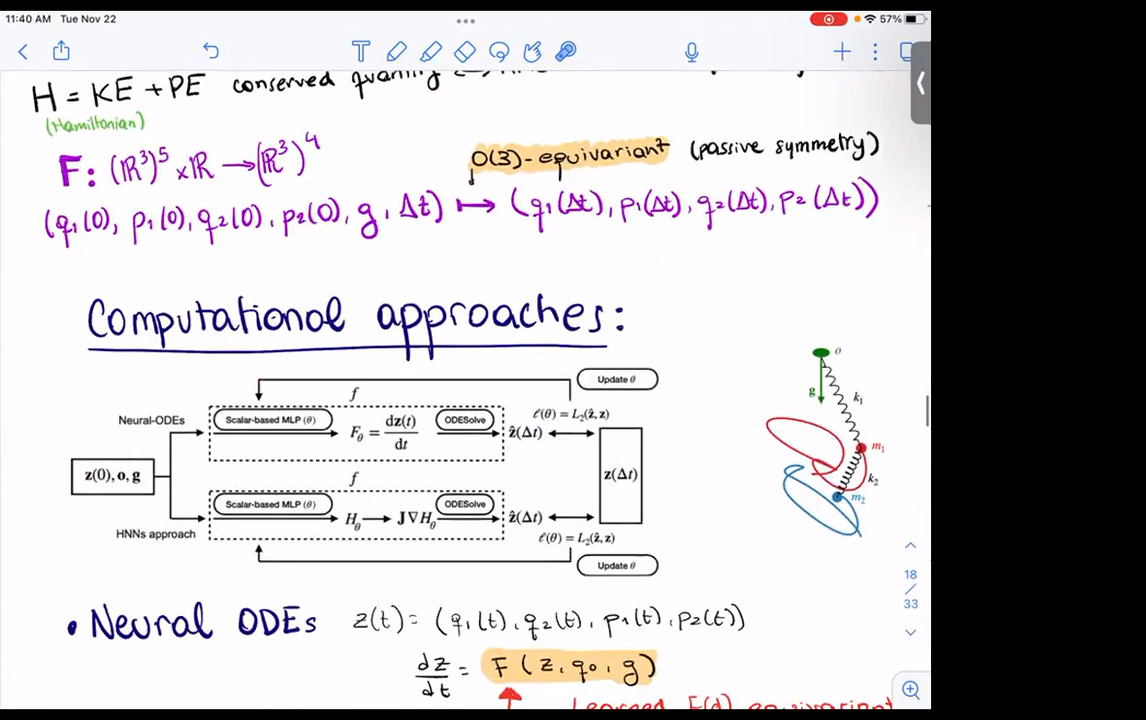 11:40 AM Tue Nov 22
57%
H = KE + PE conserved quantity
(Hamiltonian)
F: (ℝ³)⁵ × ℝ → (ℝ³)⁴
O(3)-equivariant (passive symmetry)
(q₁(0), p₁(0), q₂(0), p₂(0), g, Δt) ↦ (q₁(Δt), p₁(Δt), q₂(Δt), p₂(Δt))
Computational approaches:
Update θ
f
Neural-ODEs
Scalar-based MLP (θ)
F_θ = dz(t)/dt
ODESolve
ℓ(θ) = L₂(ẑ, z)
ẑ(Δt)
z(0), o, g
z(Δt)
f
HNNs approach
Scalar-based MLP (θ)
H_θ → J∇H_θ
ODESolve
ẑ(Δt)
ℓ(θ) = L₂(ẑ, z)
Update θ
o
g
k₁
m₁
k₂
m₂
18
/
33
• Neural ODEs z(t) = (q₁(t), q₂(t), p₁(t), p₂(t))
dz/dt = F(z, q₀, g)
Learned E(d) equivariant